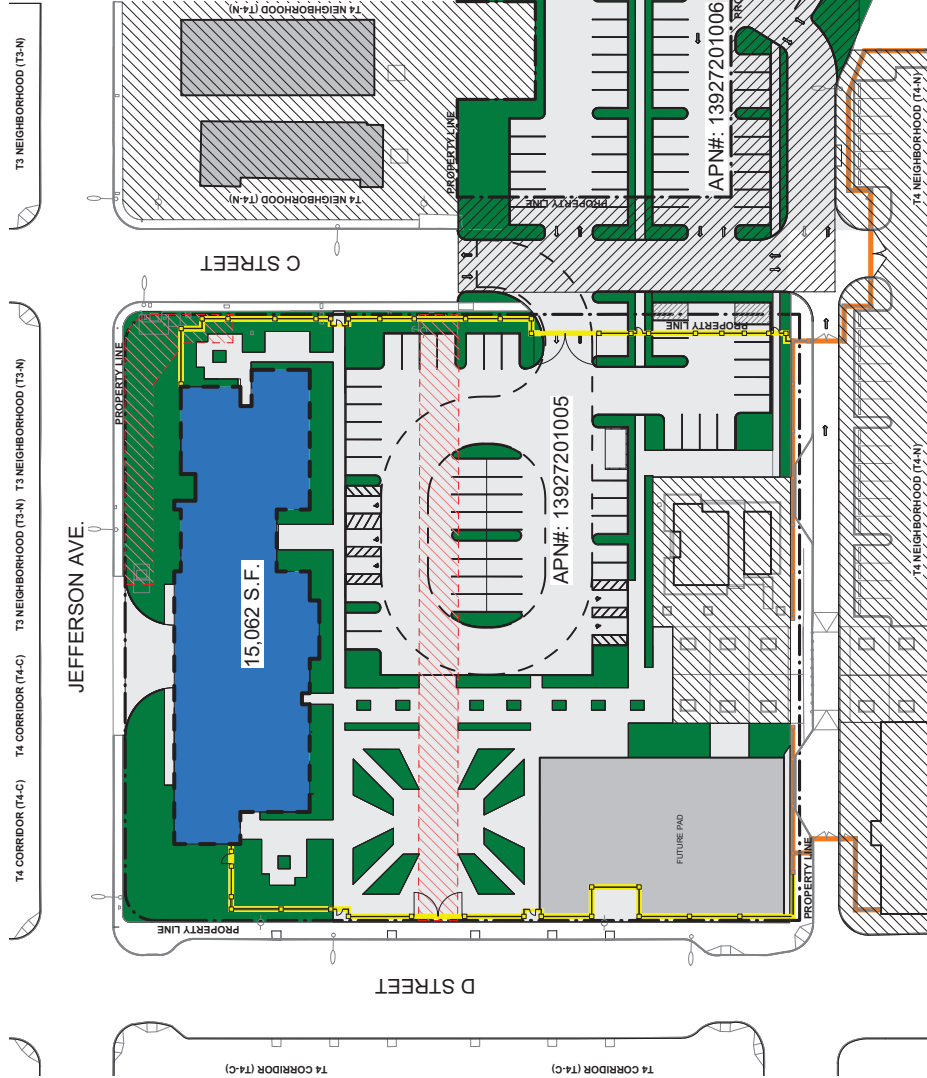 T4 NEIGHBORHOOD (T4-N)
T3 NEIGHBORHOOD (T3-N)
APN#: 13927201006
PROPERTY LINE
T4 NEIGHBORHOOD (T4-N)
T4 NEIGHBORHOOD (T4-N)
PROPERTY LINE
C STREET
PROPERTY LINE
PROPERTY LINE
T3 NEIGHBORHOOD (T3-N)
T3 NEIGHBORHOOD (T3-N)
T4 CORRIDOR (T4-C)
T4 CORRIDOR (T4-C)
JEFFERSON AVE.
15,062 S.F.
APN#: 13927201005
T4 NEIGHBORHOOD (T4-N)
FUTURE PAD
PROPERTY LINE
PROPERTY LINE
D STREET
T4 CORRIDOR (T4-C)
T4 CORRIDOR (T4-C)